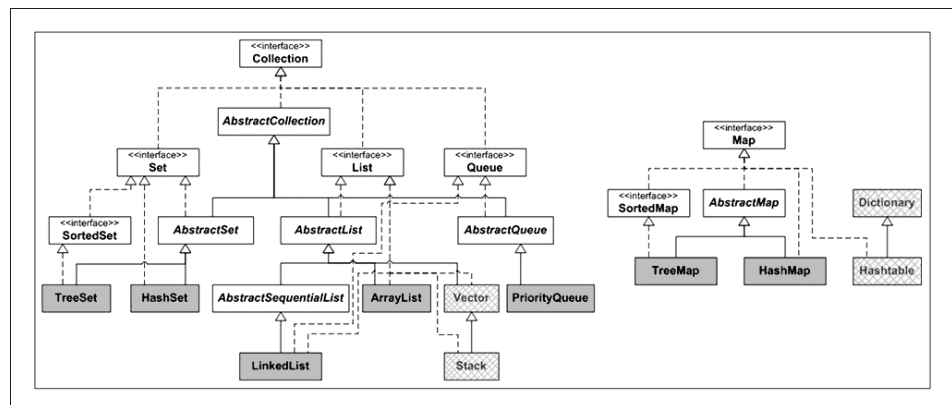 <<interface>>
Collection
AbstractCollection
<<interface>>
Set
<<interface>>
List
<<interface>>
Queue
<<interface>>
Map
<<interface>>
SortedSet
AbstractSet
AbstractList
AbstractQueue
<<interface>>
SortedMap
AbstractMap
Dictionary
TreeSet
HashSet
AbstractSequentialList
ArrayList
Vector
PriorityQueue
TreeMap
HashMap
Hashtable
LinkedList
Stack